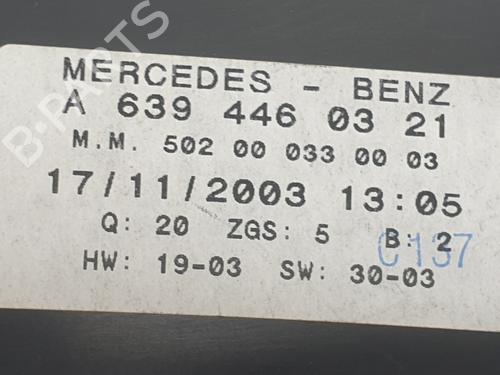 MERCEDES - BENZ
A 639 446 03 21
M.M. 502 00 033 00 03
17/11/2003 13:05
Q: 20 ZGS: 5 B: 2
C137
HW: 19-03 SW: 30-03
B-PARTS